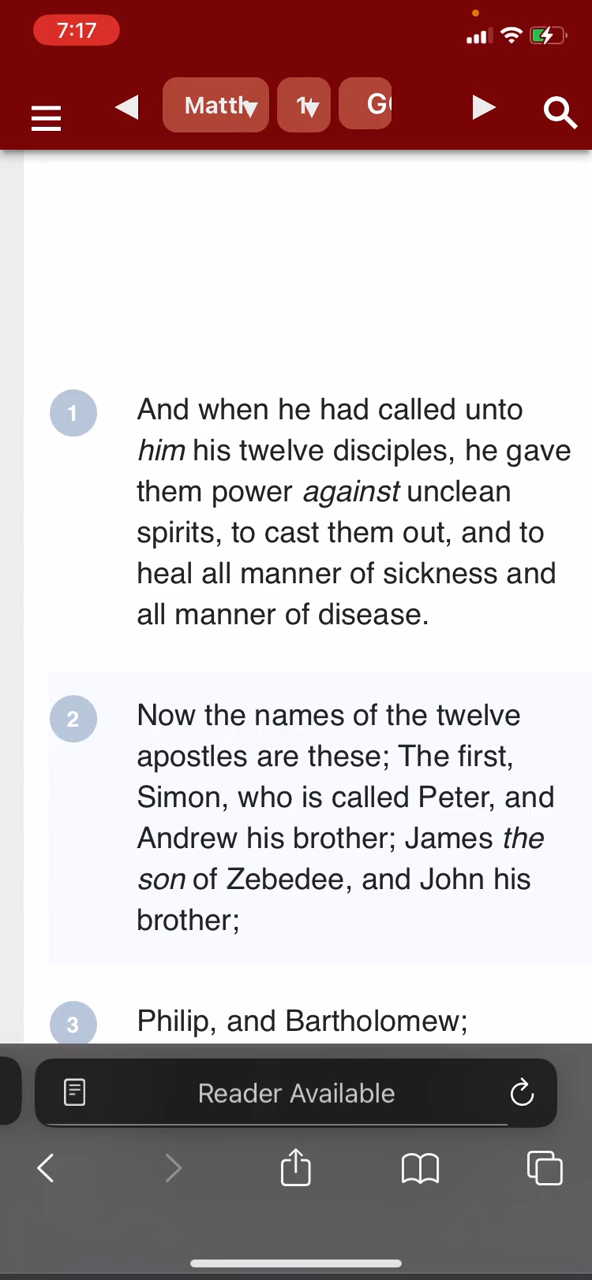 7:17
Matth
1
G
1
And when he had called unto
him his twelve disciples, he gave
them power against unclean
spirits, to cast them out, and to
heal all manner of sickness and
all manner of disease.
2
Now the names of the twelve
apostles are these; The first,
Simon, who is called Peter, and
Andrew his brother; James the
son of Zebedee, and John his
brother;
3
Philip, and Bartholomew;
Reader Available